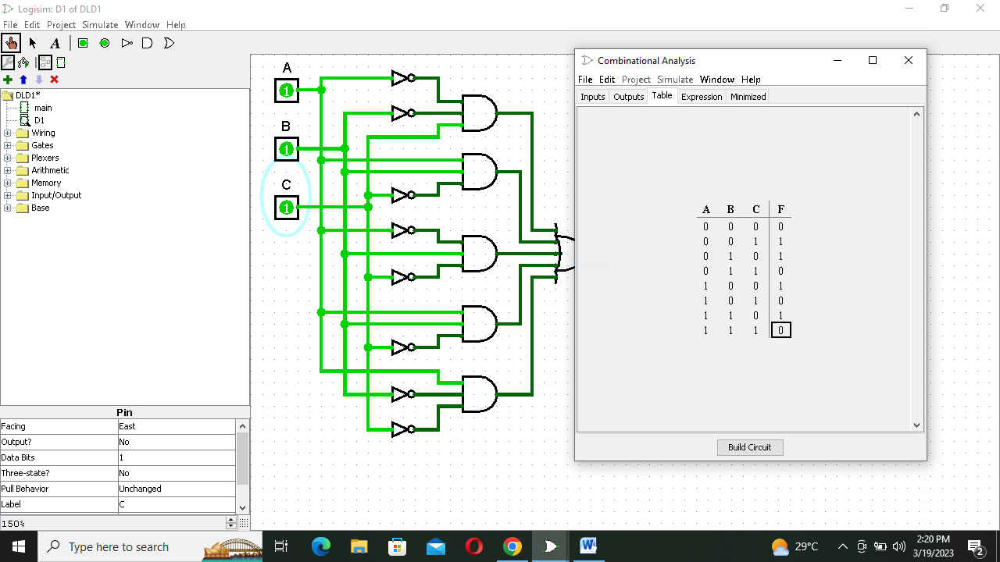 Logisim: D1 of DLD1
File Edit Project Simulate Window Help
A
DLD1*
main
D1
Wiring
Gates
Plexers
Arithmetic
Memory
Input/Output
Base
Pin
Facing East
Output? No
Data Bits 1
Three-state? No
Pull Behavior Unchanged
Label C
150%
A
1
B
1
C
1
Combinational Analysis
File Edit Project Simulate Window Help
Inputs Outputs Table Expression Minimized
A B C F
0 0 0 0
0 0 1 1
0 1 0 1
0 1 1 0
1 0 0 1
1 0 1 0
1 1 0 1
1 1 1 0
Build Circuit
Type here to search
W
29°C
2:20 PM
3/19/2023
2